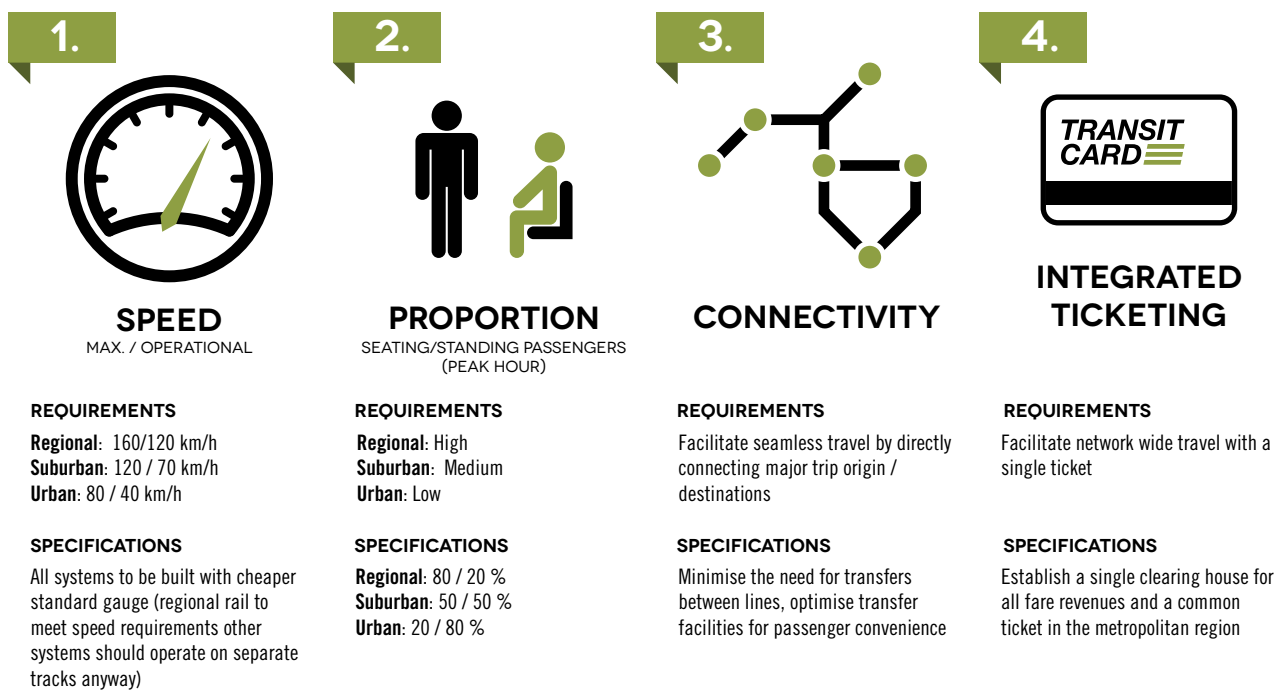 1.
SPEED
MAX. / OPERATIONAL
REQUIREMENTS
Regional: 160/120 km/h
Suburban: 120 / 70 km/h
Urban: 80 / 40 km/h
SPECIFICATIONS
All systems to be built with cheaper
standard gauge (regional rail to
meet speed requirements other
systems should operate on separate
tracks anyway)
2.
PROPORTION
SEATING/STANDING PASSENGERS
(PEAK HOUR)
REQUIREMENTS
Regional: High
Suburban: Medium
Urban: Low
SPECIFICATIONS
Regional: 80 / 20 %
Suburban: 50 / 50 %
Urban: 20 / 80 %
3.
CONNECTIVITY
REQUIREMENTS
Facilitate seamless travel by directly
connecting major trip origin /
destinations
SPECIFICATIONS
Minimise the need for transfers
between lines, optimise transfer
facilities for passenger convenience
4.
TRANSIT
CARD
INTEGRATED
TICKETING
REQUIREMENTS
Facilitate network wide travel with a
single ticket
SPECIFICATIONS
Establish a single clearing house for
all fare revenues and a common
ticket in the metropolitan region